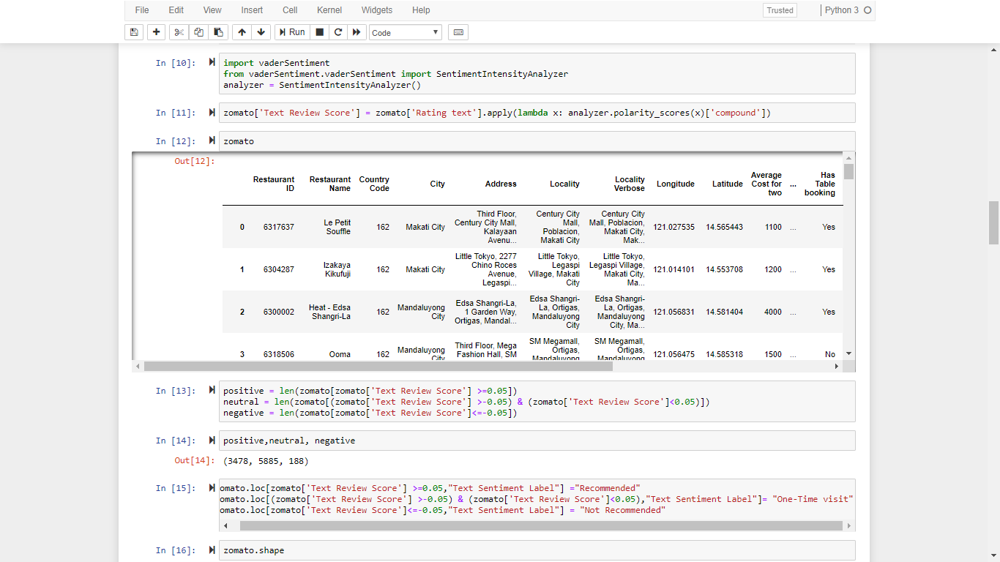 File Edit View Insert Cell Kernel Widgets Help Trusted Python 3
Run Code
In [10]: import vaderSentiment
from vaderSentiment.vaderSentiment import SentimentIntensityAnalyzer
analyzer = SentimentIntensityAnalyzer()
In [11]: zomato['Text Review Score'] = zomato['Rating text'].apply(lambda x: analyzer.polarity_scores(x)['compound'])
In [12]: zomato
Out[12]:
Restaurant ID Restaurant Name Country Code City Address Locality Locality Verbose Longitude Latitude Average Cost for two ... Has Table booking
0 6317637 Le Petit Souffle 162 Makati City Third Floor, Century City Mall, Kalayaan Avenu... Century City Mall, Poblacion, Makati City Century City Mall, Poblacion, Makati City, Mak... 121.027535 14.565443 1100 ... Yes
1 6304287 Izakaya Kikufuji 162 Makati City Little Tokyo, 2277 Chino Roces Avenue, Legaspi... Little Tokyo, Legaspi Village, Makati City Little Tokyo, Legaspi Village, Makati City, Ma... 121.014101 14.553708 1200 ... Yes
2 6300002 Heat - Edsa Shangri-La 162 Mandaluyong City Edsa Shangri-La, 1 Garden Way, Ortigas, Mandal... Edsa Shangri-La, Ortigas, Mandaluyong City Edsa Shangri-La, Ortigas, Mandaluyong City, Ma... 121.056831 14.581404 4000 ... Yes
3 6318506 Ooma 162 Mandaluyong City Third Floor, Mega Fashion Hall, SM SM Megamall, Ortigas, Mandaluyong SM Megamall, Ortigas, Mandaluyong 121.056475 14.585318 1500 ... No
In [13]: positive = len(zomato[zomato['Text Review Score'] >=0.05])
neutral = len(zomato[(zomato['Text Review Score'] >-0.05) & (zomato['Text Review Score']<0.05)])
negative = len(zomato[zomato['Text Review Score']<=-0.05])
In [14]: positive,neutral, negative
Out[14]: (3478, 5885, 188)
In [15]: omato.loc[zomato['Text Review Score'] >=0.05,"Text Sentiment Label"] ="Recommended"
omato.loc[(zomato['Text Review Score'] >-0.05) & (zomato['Text Review Score']<0.05),"Text Sentiment Label"]= "One-Time visit"
omato.loc[zomato['Text Review Score']<=-0.05,"Text Sentiment Label"] = "Not Recommended"
In [16]: zomato.shape